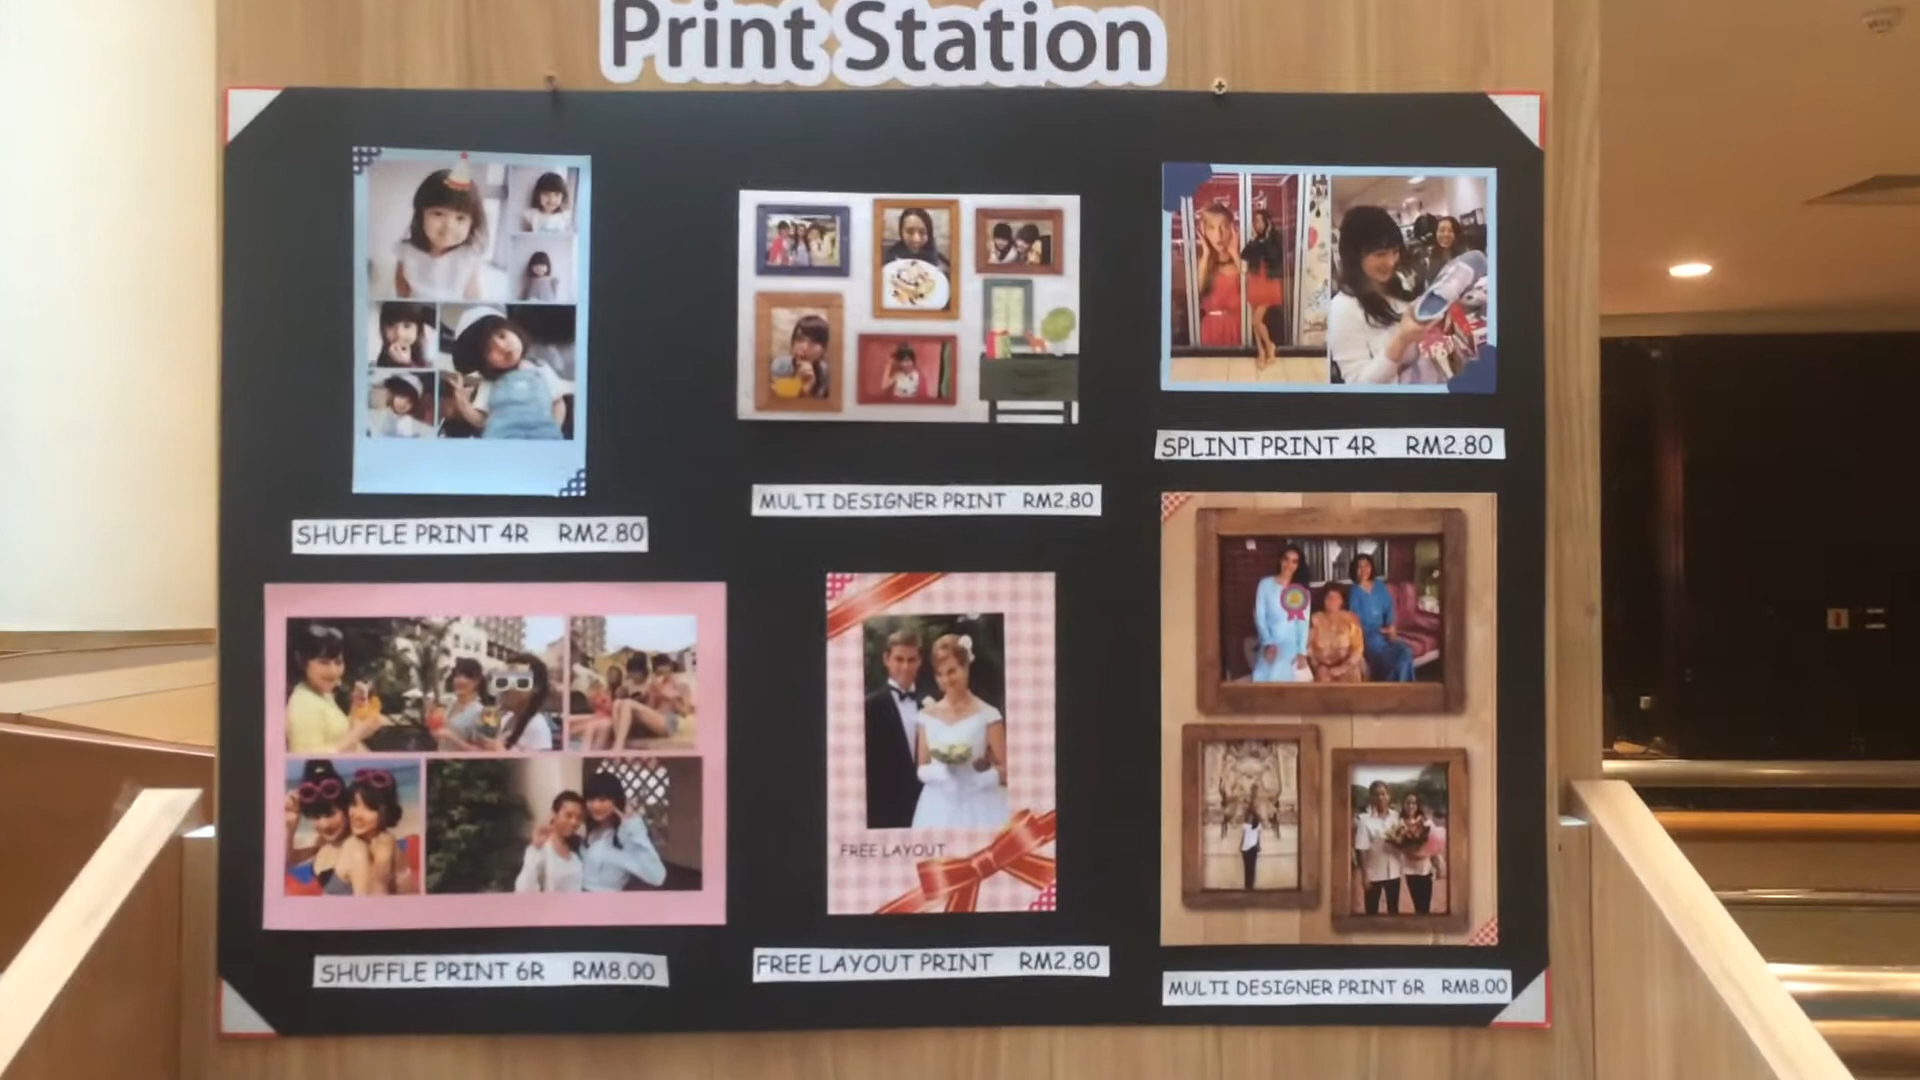 Print Station
SHUFFLE PRINT 4R RM2.80
MULTI DESIGNER PRINT RM2.80
SPLINT PRINT 4R RM2.80
FREE LAYOUT
SHUFFLE PRINT 6R RM8.00
FREE LAYOUT PRINT RM2.80
MULTI DESIGNER PRINT 6R RM8.00